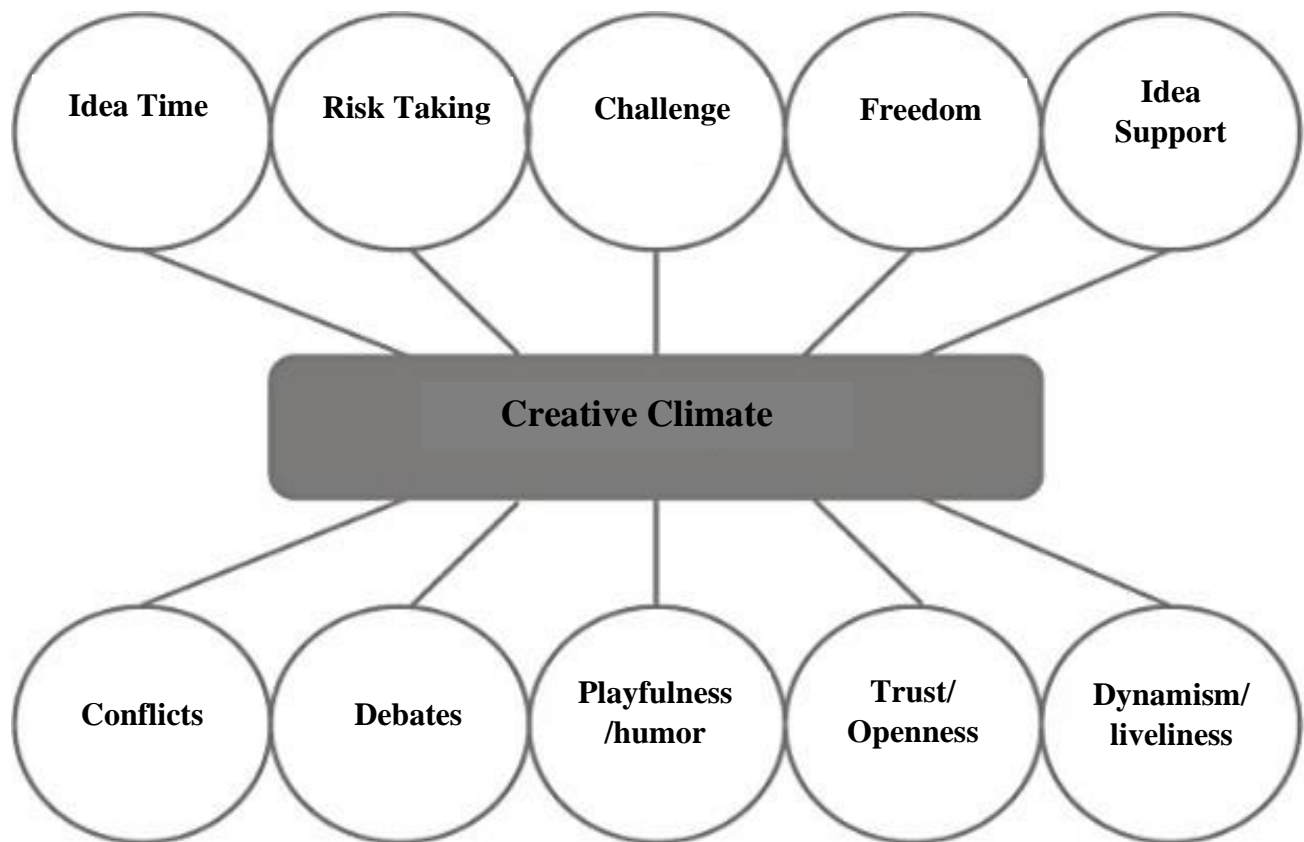 Idea Time
Risk Taking
Challenge
Freedom
Idea
Support
Creative Climate
Conflicts
Debates
Playfulness
/humor
Trust/
Openness
Dynamism/
liveliness